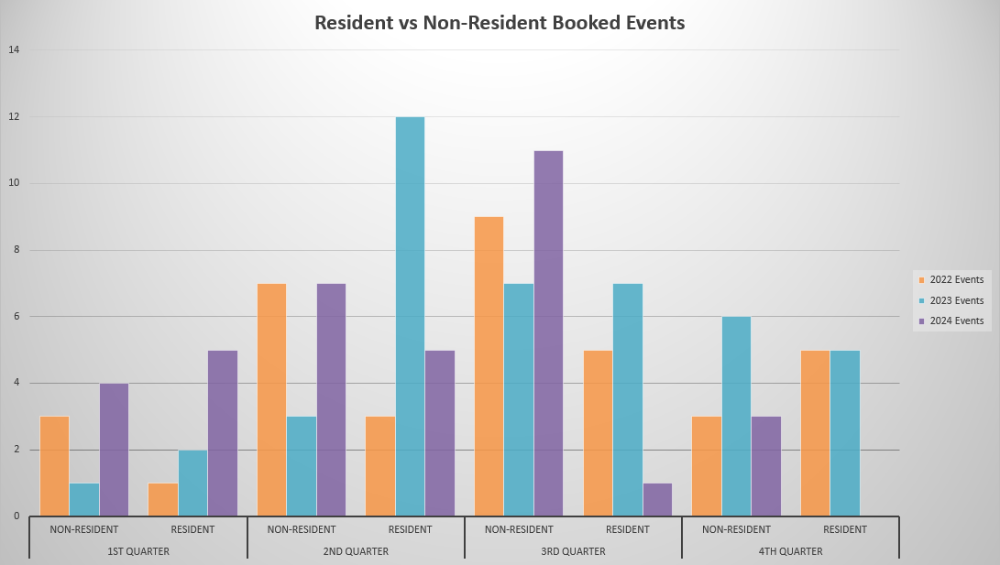 Resident vs Non-Resident Booked Events
14
12
10
8
6
4
2
0
NON-RESIDENT RESIDENT NON-RESIDENT RESIDENT NON-RESIDENT RESIDENT NON-RESIDENT RESIDENT
1ST QUARTER 2ND QUARTER 3RD QUARTER 4TH QUARTER
2022 Events
2023 Events
2024 Events